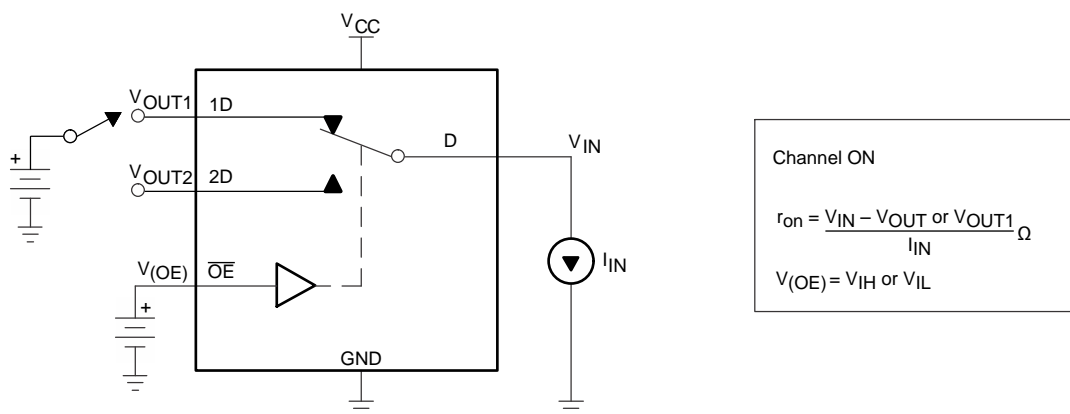 VCC
VOUT1 1D
+
D
VIN
VOUT2 2D
V(OE) OE
+
IIN
GND
Channel ON
ron = VIN – VOUT or VOUT1 / IIN Ω
V(OE) = VIH or VIL